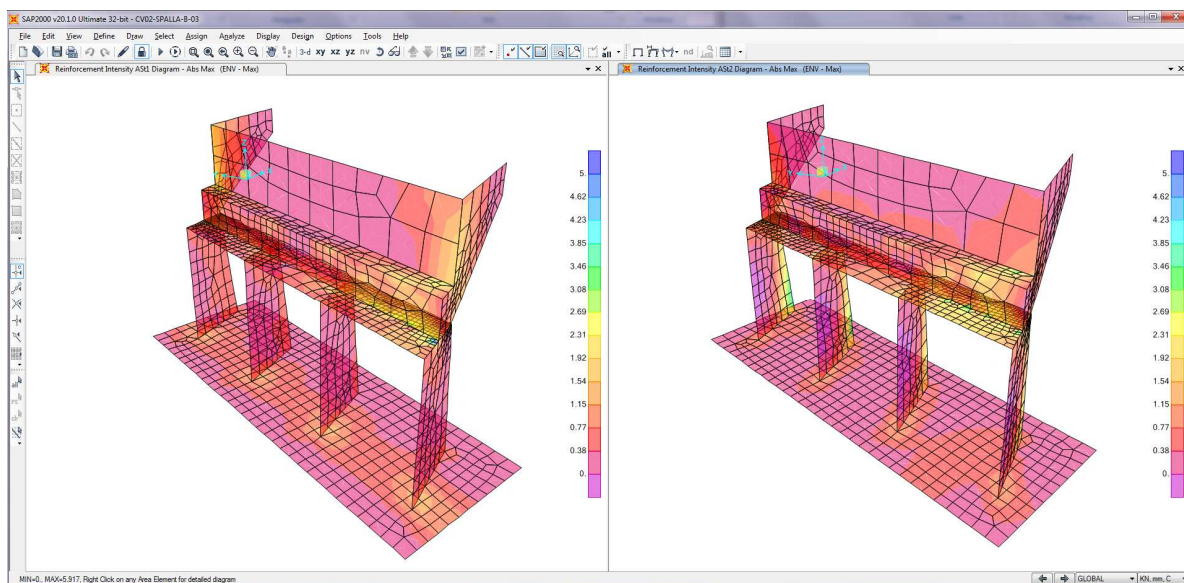 SAP2000 v20.1.0 Ultimate 32-bit - CV02-SPALLA-B-03
File Edit View Define Draw Select Assign Analyze Display Design Options Tools Help
3-d xy xz yz nv
all
nd
Reinforcement Intensity ASt1 Diagram - Abs Max (ENV - Max)
Reinforcement Intensity ASt2 Diagram - Abs Max (ENV - Max)
5.
4.62
4.23
3.85
3.46
3.08
2.69
2.31
1.92
1.54
1.15
0.77
0.38
0.
5.
4.62
4.23
3.85
3.46
3.08
2.69
2.31
1.92
1.54
1.15
0.77
0.38
0.
MIN=0., MAX=5.917, Right Click on any Area Element for detailed diagram
GLOBAL
KN, mm, C